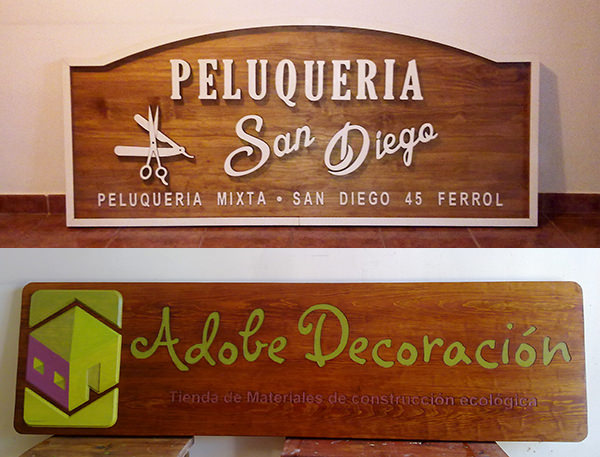 PELUQUERIA
San Diego
PELUQUERIA MIXTA • SAN DIEGO 45 FERROL
Adobe Decoración
Tienda de Materiales de construcción ecológica